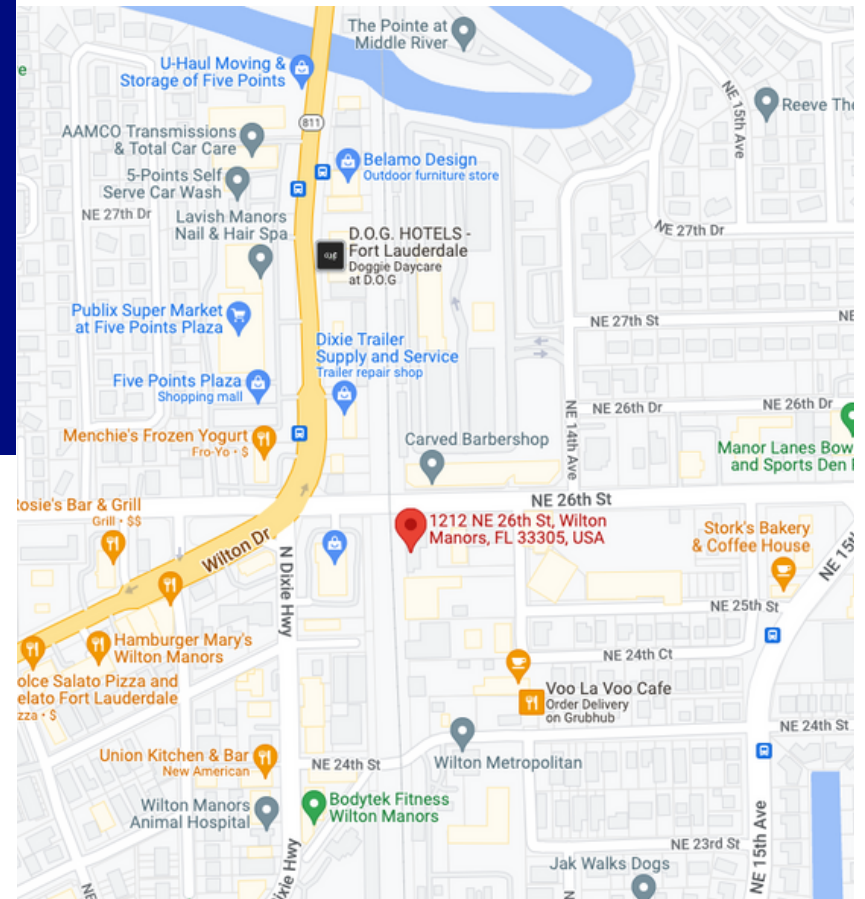 The Pointe at
Middle River
U-Haul Moving &
Storage of Five Points
e
NE 15th Ave
Reeve The
811
AAMCO Transmissions
& Total Car Care
Belamo Design
Outdoor furniture store
5-Points Self
Serve Car Wash
NE 27th Dr
Lavish Manors
Nail & Hair Spa
NE 27th Dr
D.O.G. HOTELS -
Fort Lauderdale
Doggie Daycare
at D.O.G
Publix Super Market
at Five Points Plaza
NE 27th St
NE
Dixie Trailer
Supply and Service
Trailer repair shop
Five Points Plaza
Shopping mall
NE 14th Ave
NE 26th Dr
NE 26th Dr
Menchie's Frozen Yogurt
Fro-Yo • $
Carved Barbershop
Manor Lanes Bow
and Sports Den
NE 26th St
Rosie's Bar & Grill
Grill • $$
1212 NE 26th St, Wilton
Manors, FL 33305, USA
Stork's Bakery
& Coffee House
Wilton Dr
N Dixie Hwy
NE 15th
NE 25th St
Hamburger Mary's
Wilton Manors
NE 24th Ct
olce Salato Pizza and
elato Fort Lauderdale
zza • $
Voo La Voo Cafe
Order Delivery
on Grubhub
NE 24th St
Union Kitchen & Bar
New American
NE 24th St
Wilton Metropolitan
Wilton Manors
Animal Hospital
Bodytek Fitness
Wilton Manors
NE 23rd St
NE 15th Ave
ixie Hwy
Jak Walks Dogs
NE
N